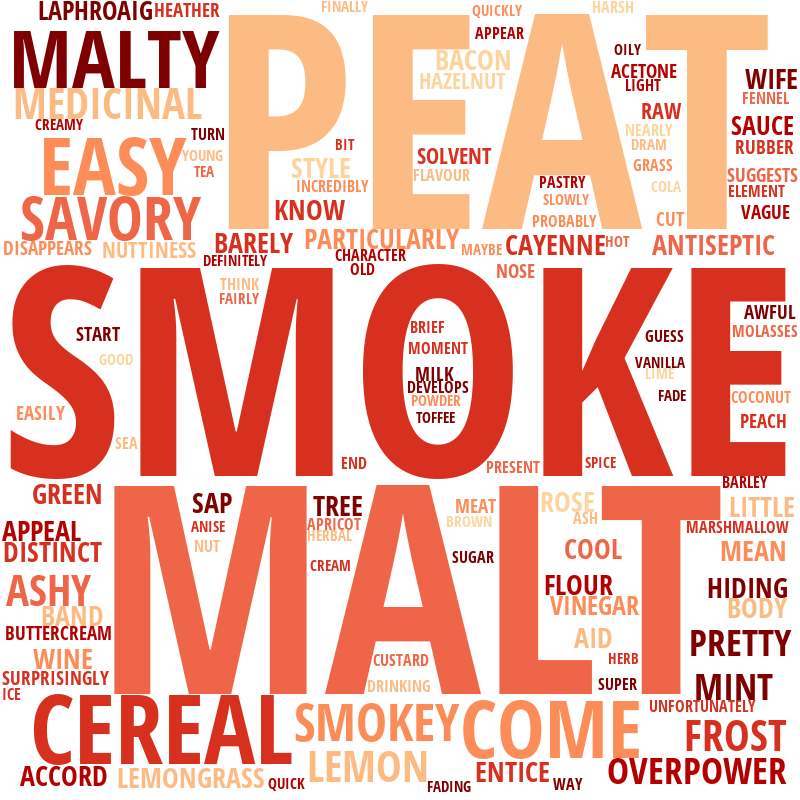 LAPHROAIG HEATHER FINALLY QUICKLY HARSH
PEAT
MALTY BACON APPEAR OILY
HAZELNUT ACETONE WIFE
MEDICINAL LIGHT FENNEL
CREAMY TURN RAW SAUCE
EASY YOUNG BIT SOLVENT NEARLY RUBBER
TEA STYLE FLAVOUR DRAM
INCREDIBLY PASTRY GRASS SUGGESTS
SAVORY KNOW SLOWLY COLA ELEMENT
PROBABLY CUT VAGUE
DISAPPEARS NUTTINESS BARELY PARTICULARLY MAYBE CAYENNE HOT ANTISEPTIC
DEFINITELY CHARACTER
OLD NOSE
THINK
FAIRLY
SMOKE
START BRIEF GUESS AWFUL
GOOD MOMENT MOLASSES
MILK VANILLA
DEVELOPS LIME
EASILY POWDER FADE COCONUT
SEA TOFFEE PEACH
END PRESENT SPICE
BARLEY
MALT
GREEN SAP TREE MEAT ROSE LITTLE
APPEAL ANISE APRICOT BROWN ASH MARSHMALLOW
DISTINCT NUT HERBAL SUGAR COOL MEAN
ASHY CREAM FLOUR HIDING
BAND VINEGAR BODY
BUTTERCREAM AID PRETTY
WINE CUSTARD HERB
SURPRISINGLY DRINKING SUPER MINT
ICE UNFORTUNATELY
CEREAL SMOKEY COME FROST
ACCORD LEMONGRASS QUICK LEMON ENTICE OVERPOWER
FADING WAY